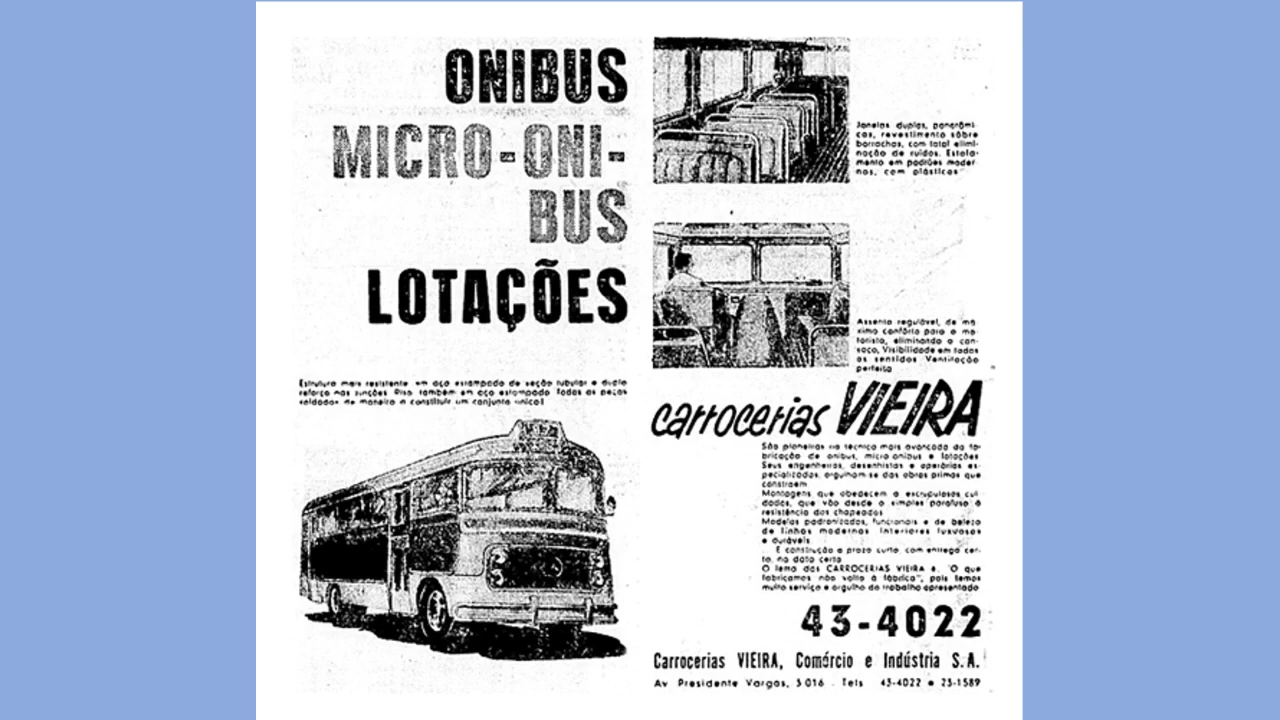 ONIBUS
MICRO-ONI-
BUS
LOTAÇÕES
Estrutura mais resistente em aço estampado de seção tubular e duplo
reforço nas junções Piso também em aço estampado Todas as peças
soldadas de maneira a constituir um conjunto único!
Janelas duplas, panorâmi-
cas, revestimento sôbre
borrachas, com total elimi-
nação de ruídos. Estofa-
mento em padrões moder-
nos, com plásticos
Assento regulável, de má-
ximo confôrto para o mo-
torista, eliminando o can-
saço, Visibilidade em todos
os sentidos Ventilação
perfeita
carrocerias VIEIRA
São pioneiras na técnica mais avançada da fa-
bricação de onibus, micro-onibus e lotações
Seus engenheiros, desenhistas e operários es-
pecializados, orgulham-se das obras primas que
constroem
Montagens que obedecem a escrupulosos cui-
dados, que vão desde o simples parafuso à
resistência dos chapeados
Modelos padronizados, funcionais e de beleza
de linhas modernas Interiores luxuosos
e duráveis
E construção a prazo curto, com entrega cer-
ta, na data certa
O lema das CARROCERIAS VIEIRA é: "O que
fabricamos não volta à fábrica", pois temos
muito serviço e orgulho do trabalho apresentado
43-4022
Carrocerias VIEIRA, Comércio e Indústria S.A.
Av Presidente Vargas, 3016 - Tels 43-4022 e 23-1589